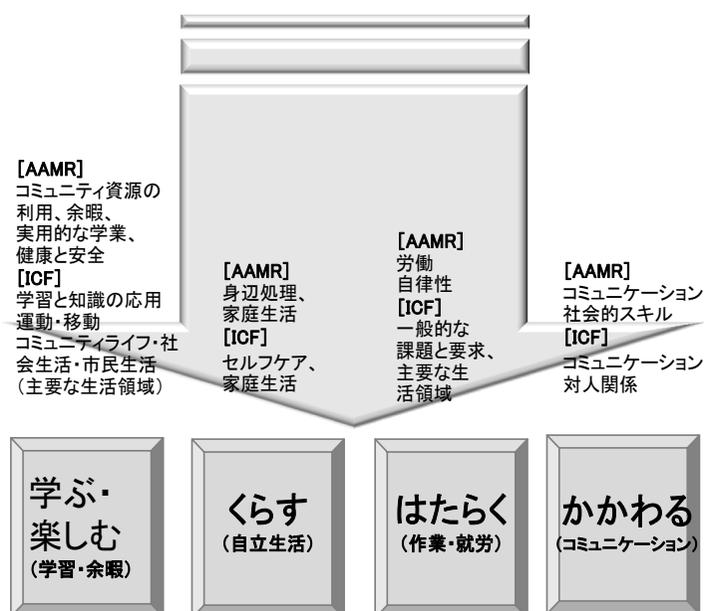 [AAMR]
コミュニティ資源の
利用、余暇、
実用的な学業、
健康と安全
[ICF]
学習と知識の応用
運動・移動
コミュニティライフ・社
会生活・市民生活
（主要な生活領域）
[AAMR]
身辺処理、
家庭生活
[ICF]
セルフケア、
家庭生活
[AAMR]
労働
自律性
[ICF]
一般的な
課題と要求、
主要な生
活領域
[AAMR]
コミュニケーション
社会的スキル
[ICF]
コミュニケーション
対人関係
学ぶ・
楽しむ
（学習・余暇）
くらす
（自立生活）
はたらく
（作業・就労）
かかわる
（コミュニケーション）